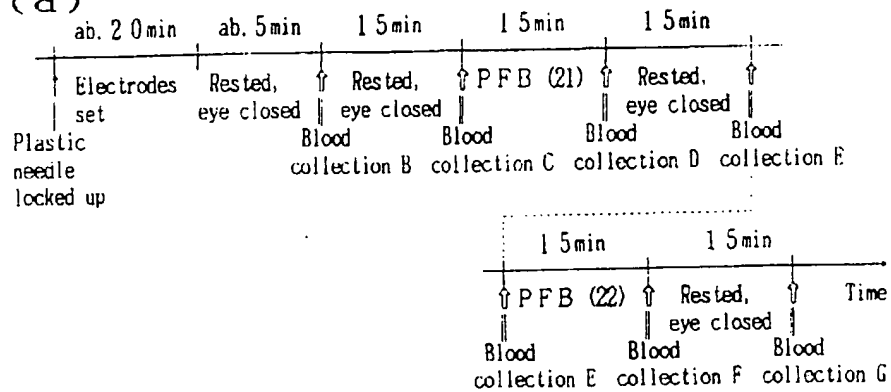 (a)
ab. 20min ab. 5min 15min 15min 15min
Electrodes set
Rested, eye closed
Rested, eye closed
PFB (21)
Rested, eye closed
Plastic needle locked up
Blood collection B
Blood collection C
Blood collection D
Blood collection E
15min 15min
PFB (22)
Rested, eye closed
Time
Blood collection E
Blood collection F
Blood collection G